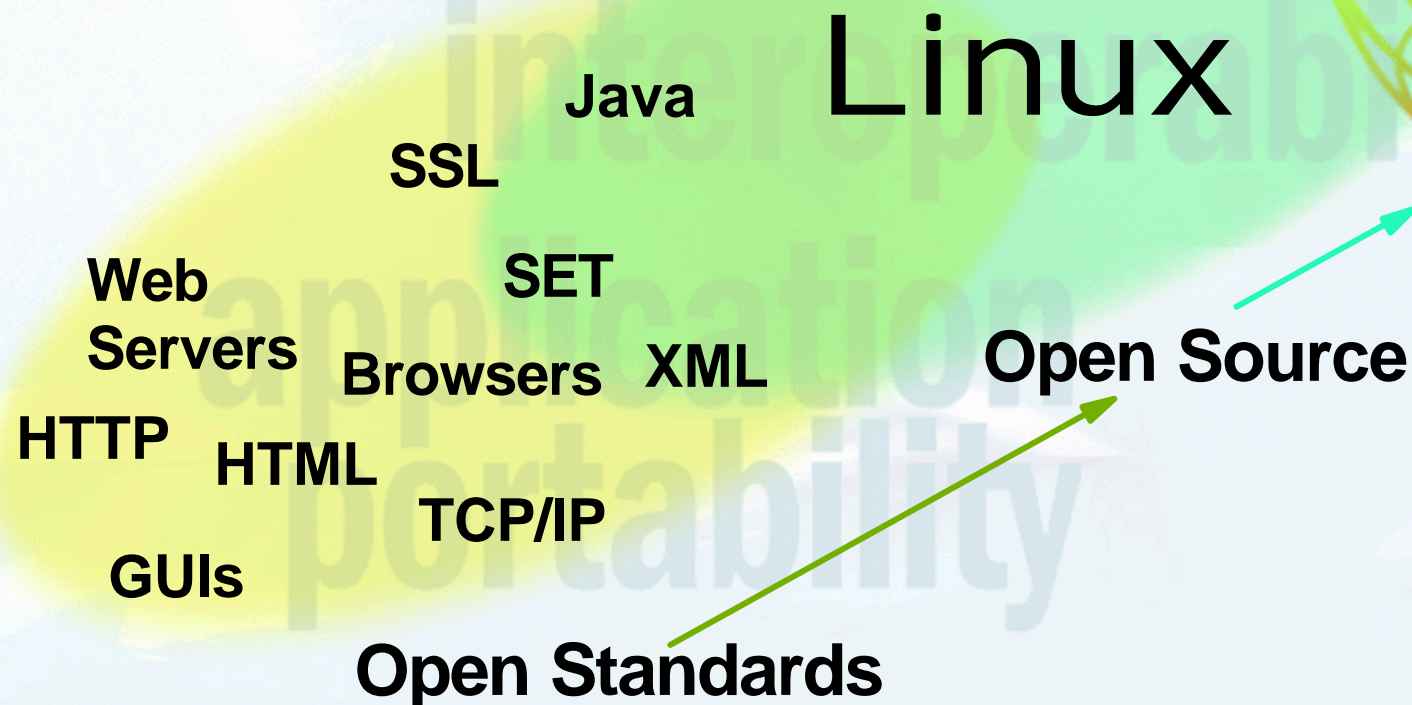 Linux
Java
SSL
Web
Servers
SET
Browsers
XML
Open Source
HTTP
HTML
TCP/IP
GUIs
Open Standards
interoperabi
application
portability